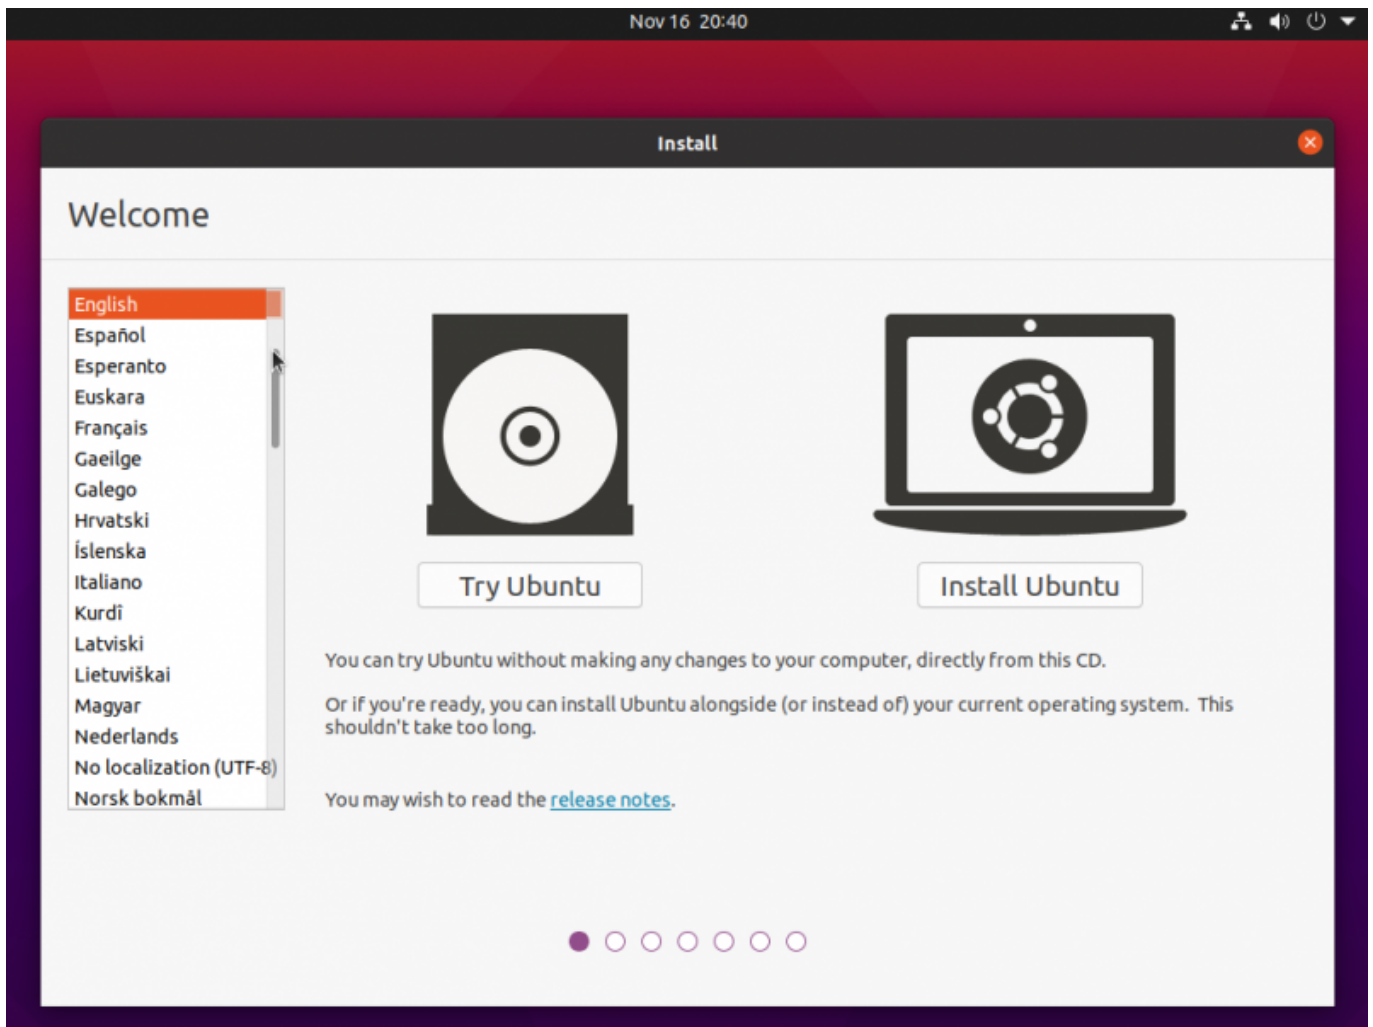 Nov 16  20:40
Install
Welcome
English
Español
Esperanto
Euskara
Français
Gaeilge
Galego
Hrvatski
Íslenska
Italiano
Kurdî
Latviski
Lietuviškai
Magyar
Nederlands
No localization (UTF-8)
Norsk bokmål
Try Ubuntu
Install Ubuntu
You can try Ubuntu without making any changes to your computer, directly from this CD.
Or if you're ready, you can install Ubuntu alongside (or instead of) your current operating system.  This
shouldn't take too long.
You may wish to read the release notes.